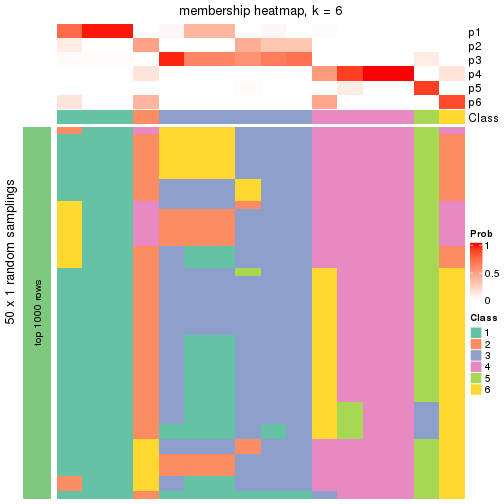 membership heatmap, k = 6
p1
p2
p3
p4
p5
p6
Class
50 x 1 random samplings
top 1000 rows
Prob
1
0.5
0
Class
1
2
3
4
5
6